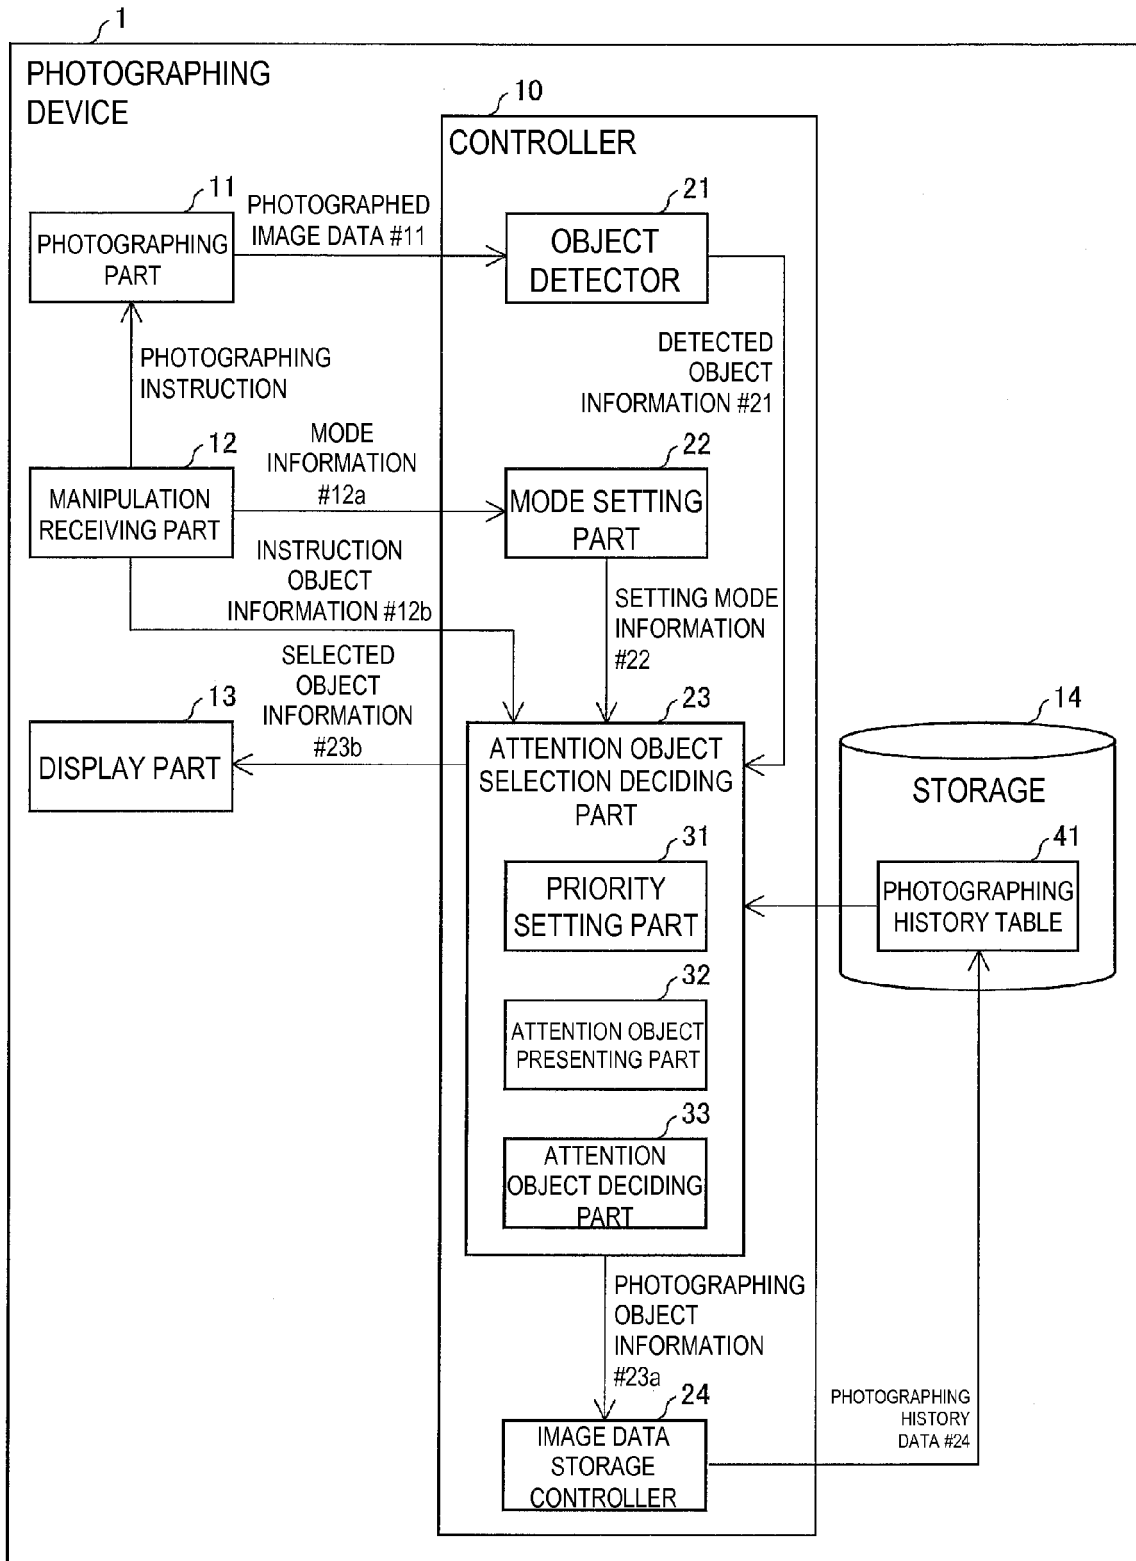 1
PHOTOGRAPHING
DEVICE
10
CONTROLLER
11
PHOTOGRAPHING
PART
PHOTOGRAPHED
IMAGE DATA #11
21
OBJECT
DETECTOR
PHOTOGRAPHING
INSTRUCTION
DETECTED
OBJECT
INFORMATION #21
12
MANIPULATION
RECEIVING PART
MODE
INFORMATION
#12a
22
MODE SETTING
PART
INSTRUCTION
OBJECT
INFORMATION #12b
SETTING MODE
INFORMATION
#22
SELECTED
OBJECT
INFORMATION
#23b
13
DISPLAY PART
23
ATTENTION OBJECT
SELECTION DECIDING
PART
14
STORAGE
31
PRIORITY
SETTING PART
41
PHOTOGRAPHING
HISTORY TABLE
32
ATTENTION OBJECT
PRESENTING PART
33
ATTENTION
OBJECT DECIDING
PART
PHOTOGRAPHING
OBJECT
INFORMATION
#23a
24
IMAGE DATA
STORAGE
CONTROLLER
PHOTOGRAPHING
HISTORY
DATA #24